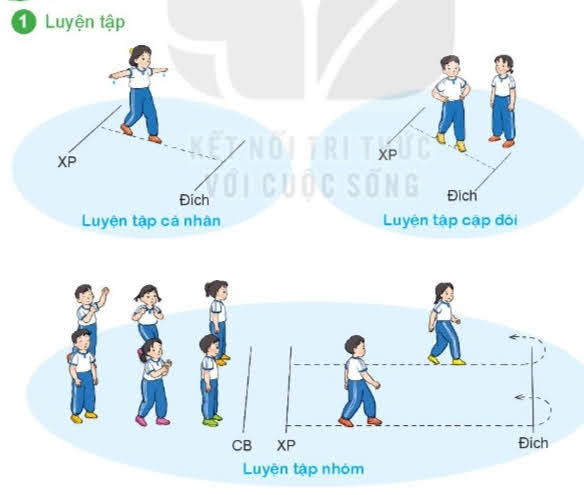 1 Luyện tập
KẾT NỐI TRI THỨC
VỚI CUỘC SỐNG
XP
Đích
Luyện tập cá nhân
XP
Đích
Luyện tập cặp đôi
CB
XP
Đích
Luyện tập nhóm